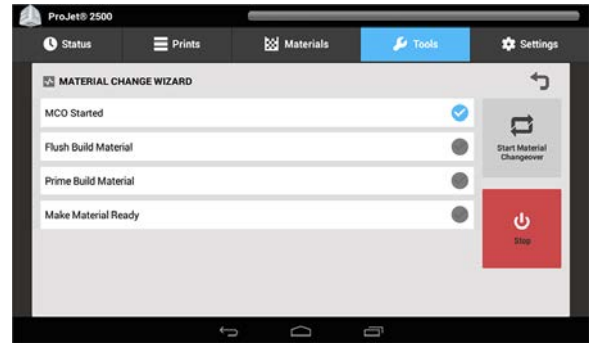 ProJet® 2500
Status
Prints
Materials
Tools
Settings
MATERIAL CHANGE WIZARD
MCO Started
Flush Build Material
Prime Build Material
Make Material Ready
Start Material
Changeover
Stop